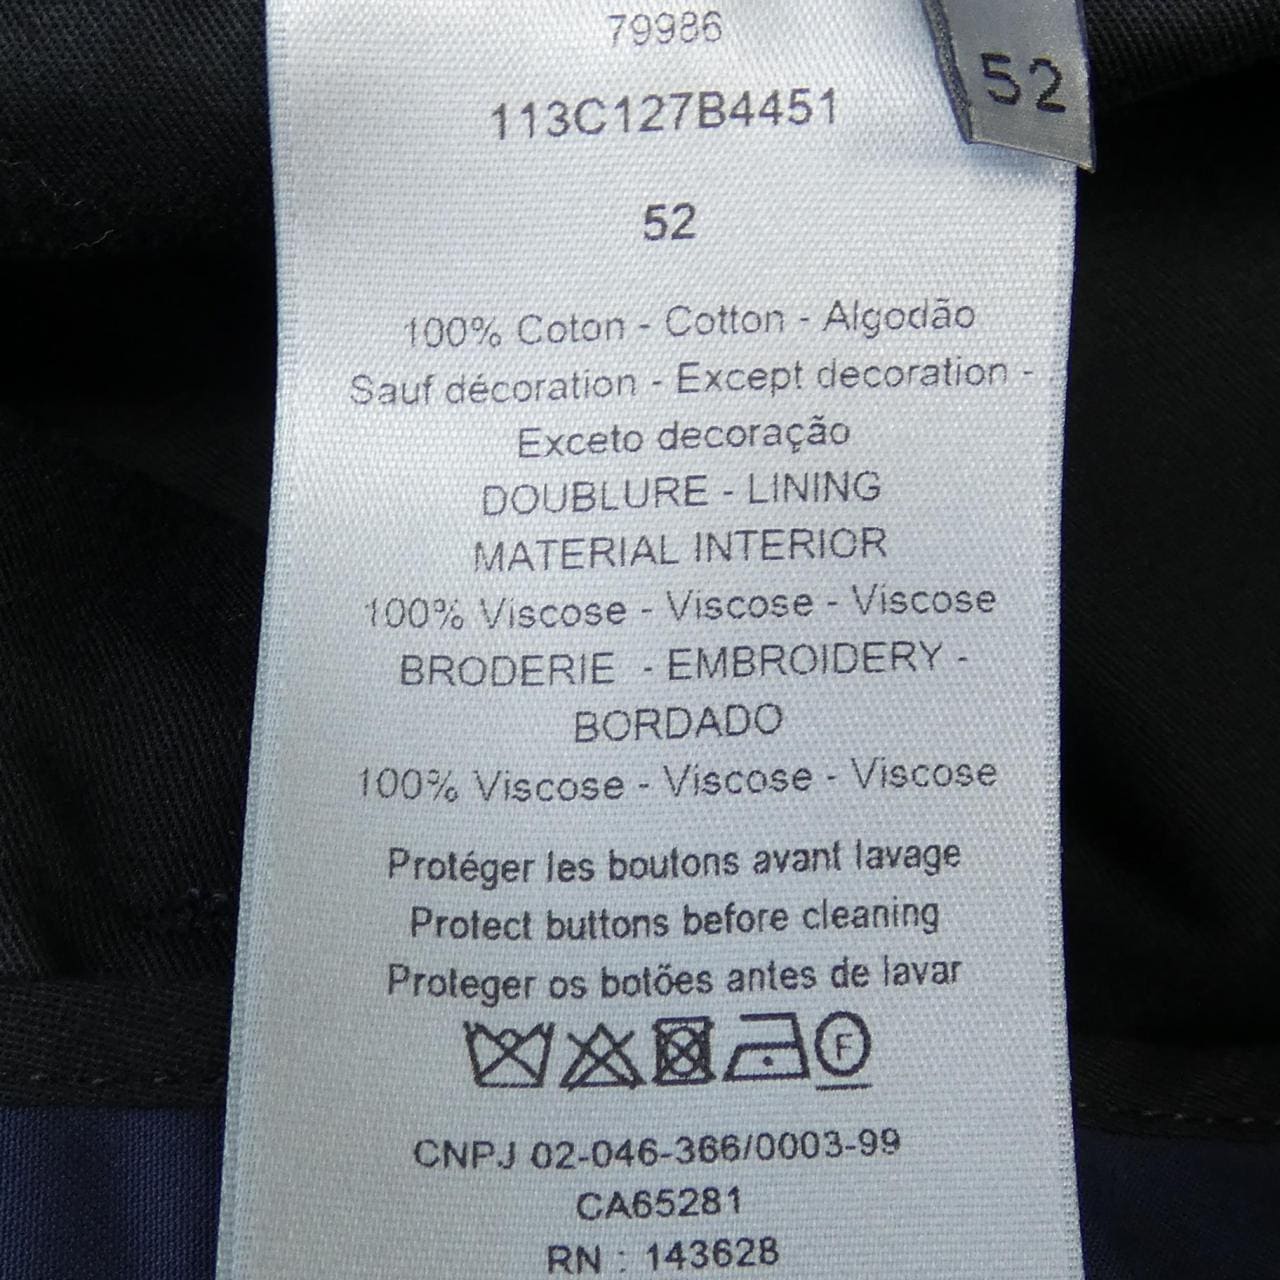 79986
52
113C127B4451
52
100% Coton - Cotton - Algodão
Sauf décoration - Except decoration -
Exceto decoração
DOUBLURE - LINING
MATERIAL INTERIOR
100% Viscose - Viscose - Viscose
BRODERIE - EMBROIDERY -
BORDADO
100% Viscose - Viscose - Viscose
Protéger les boutons avant lavage
Protect buttons before cleaning
Proteger os botões antes de lavar
F
CNPJ 02-046-366/0003-99
CA65281
RN : 143628